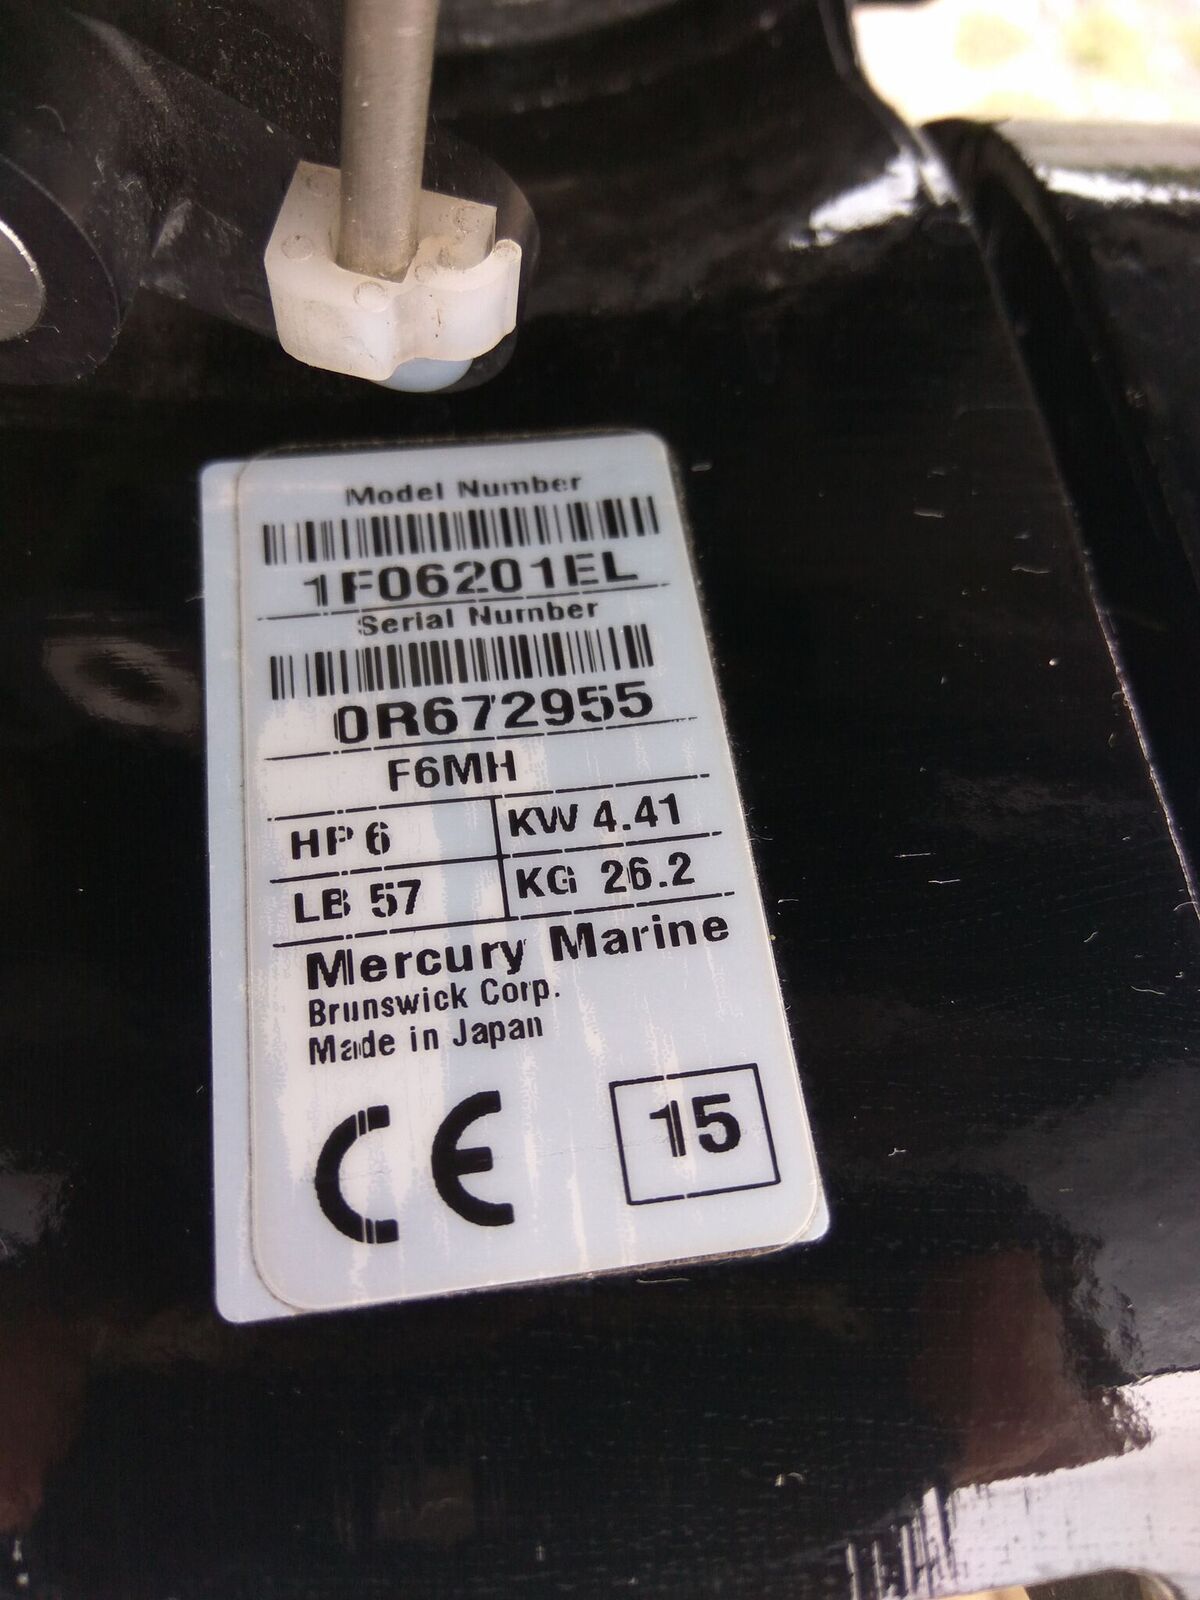 Model Number
1F06201EL
Serial Number
0R672955
F6MH
HP 6 KW 4.41
LB 57 KG 26.2
Mercury Marine
Brunswick Corp.
Made in Japan
CE 15